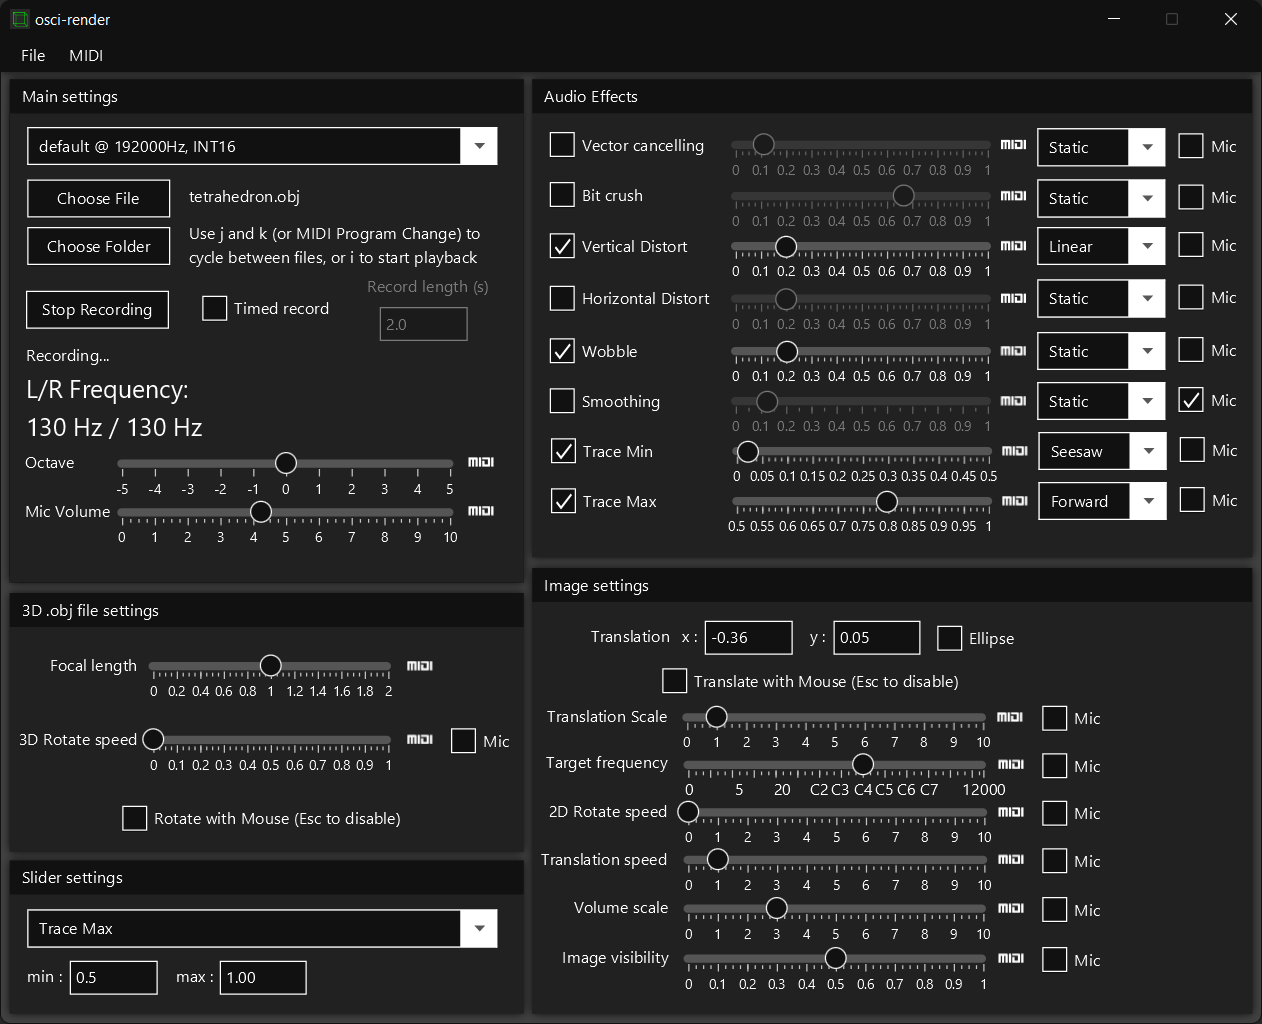 osci-render
File MIDI
Main settings
default @ 192000Hz, INT16
Choose File tetrahedron.obj
Choose Folder Use j and k (or MIDI Program Change) to
cycle between files, or i to start playback
Stop Recording Timed record Record length (s)
2.0
Recording...
L/R Frequency:
130 Hz / 130 Hz
Octave MIDI
-5 -4 -3 -2 -1 0 1 2 3 4 5
Mic Volume MIDI
0 1 2 3 4 5 6 7 8 9 10
3D .obj file settings
Focal length MIDI
0 0.2 0.4 0.6 0.8 1 1.2 1.4 1.6 1.8 2
3D Rotate speed MIDI Mic
0 0.1 0.2 0.3 0.4 0.5 0.6 0.7 0.8 0.9 1
Rotate with Mouse (Esc to disable)
Slider settings
Trace Max
min : 0.5 max : 1.00
Audio Effects
Vector cancelling MIDI Static Mic
0 0.1 0.2 0.3 0.4 0.5 0.6 0.7 0.8 0.9 1
Bit crush MIDI Static Mic
0 0.1 0.2 0.3 0.4 0.5 0.6 0.7 0.8 0.9 1
Vertical Distort MIDI Linear Mic
0 0.1 0.2 0.3 0.4 0.5 0.6 0.7 0.8 0.9 1
Horizontal Distort MIDI Static Mic
0 0.1 0.2 0.3 0.4 0.5 0.6 0.7 0.8 0.9 1
Wobble MIDI Static Mic
0 0.1 0.2 0.3 0.4 0.5 0.6 0.7 0.8 0.9 1
Smoothing MIDI Static Mic
0 0.1 0.2 0.3 0.4 0.5 0.6 0.7 0.8 0.9 1
Trace Min MIDI Seesaw Mic
0 0.05 0.1 0.15 0.2 0.25 0.3 0.35 0.4 0.45 0.5
Trace Max MIDI Forward Mic
0.5 0.55 0.6 0.65 0.7 0.75 0.8 0.85 0.9 0.95 1
Image settings
Translation x : -0.36 y : 0.05 Ellipse
Translate with Mouse (Esc to disable)
Translation Scale MIDI Mic
0 1 2 3 4 5 6 7 8 9 10
Target frequency MIDI Mic
0 5 20 C2 C3 C4 C5 C6 C7 12000
2D Rotate speed MIDI Mic
0 1 2 3 4 5 6 7 8 9 10
Translation speed MIDI Mic
0 1 2 3 4 5 6 7 8 9 10
Volume scale MIDI Mic
0 1 2 3 4 5 6 7 8 9 10
Image visibility MIDI Mic
0 0.1 0.2 0.3 0.4 0.5 0.6 0.7 0.8 0.9 1